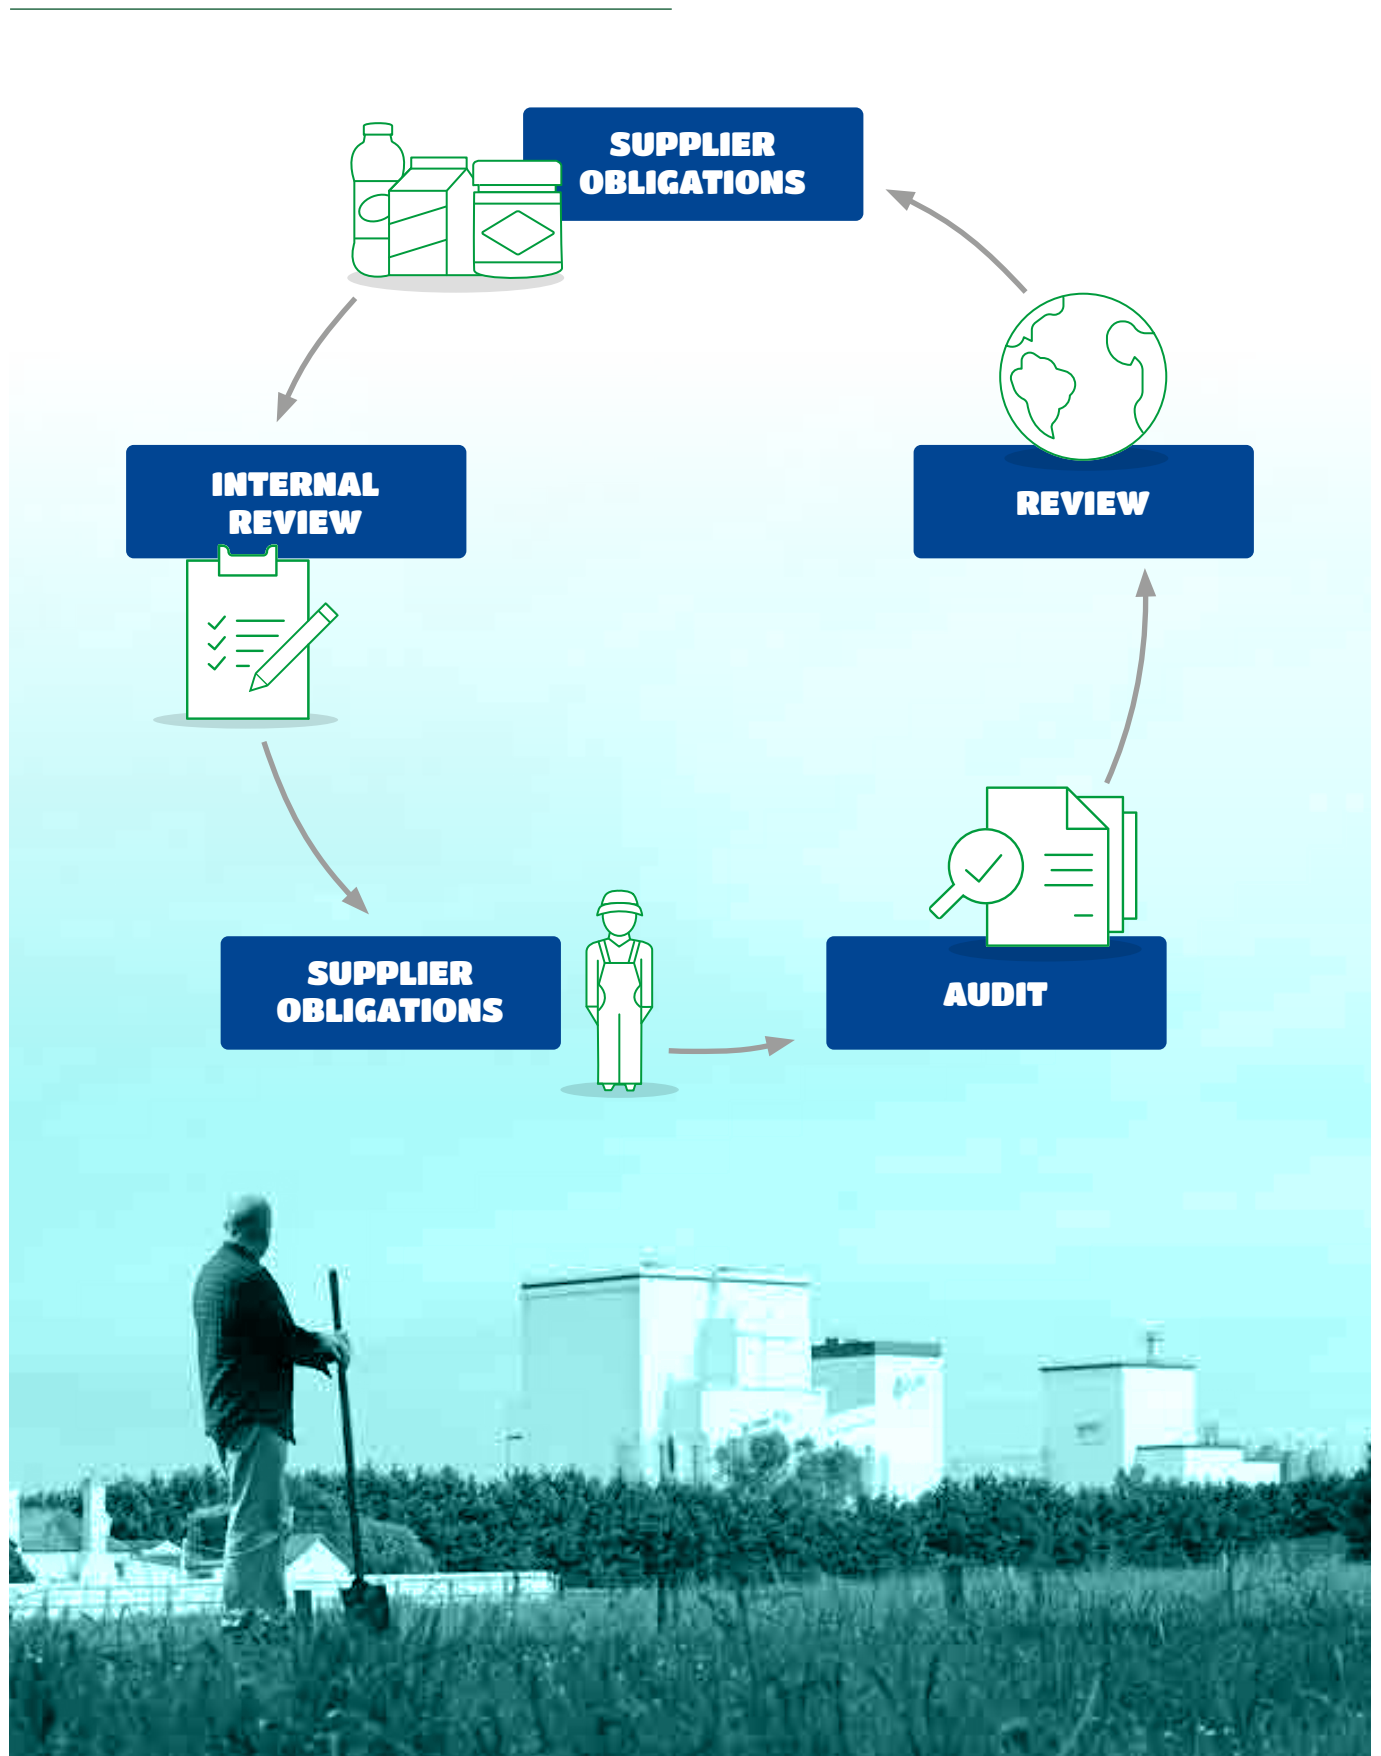 SUPPLIER
OBLIGATIONS
INTERNAL
REVIEW
REVIEW
SUPPLIER
OBLIGATIONS
AUDIT